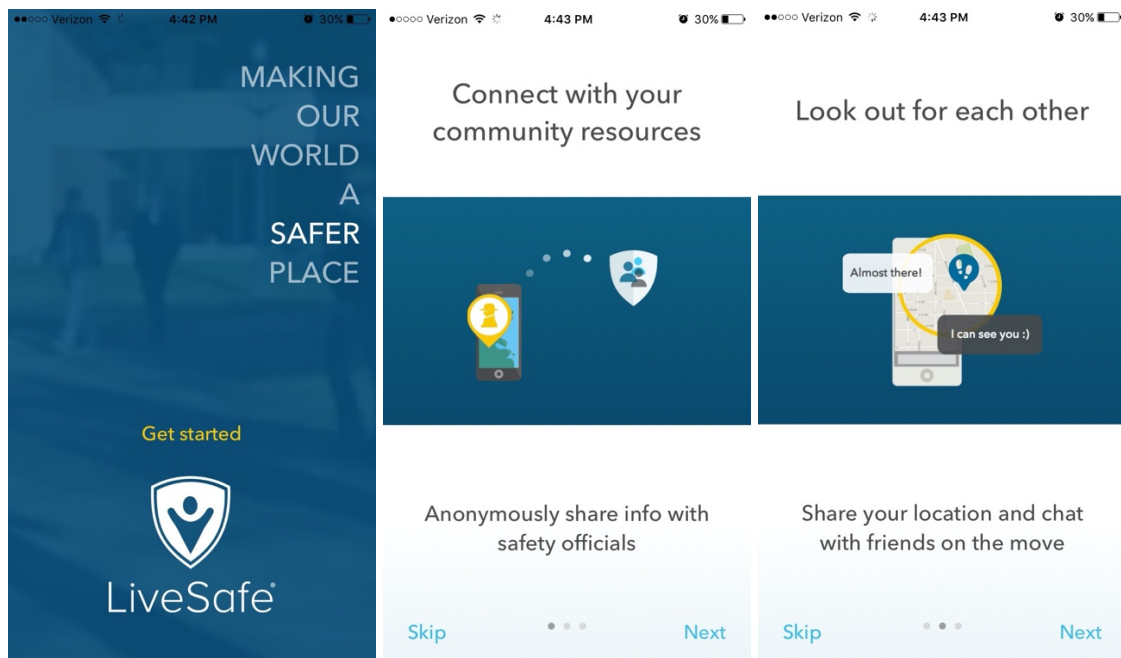 Verizon 4:42 PM 30%
MAKING
OUR
WORLD
A
SAFER
PLACE
Get started
LiveSafe®
Verizon 4:43 PM 30%
Connect with your
community resources
Anonymously share info with
safety officials
Skip Next
Verizon 4:43 PM 30%
Look out for each other
Almost there!
I can see you :)
Share your location and chat
with friends on the move
Skip Next